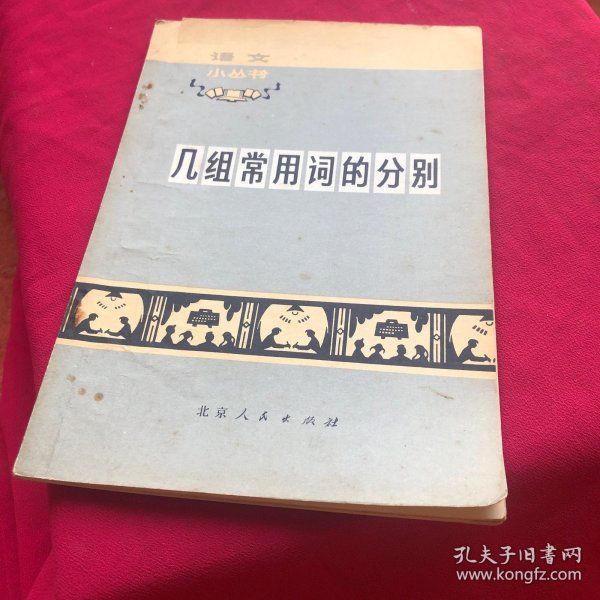 语文
小丛书
几组常用词的分别
北京人民出版社
孔夫子旧书网
www.kongfz.com